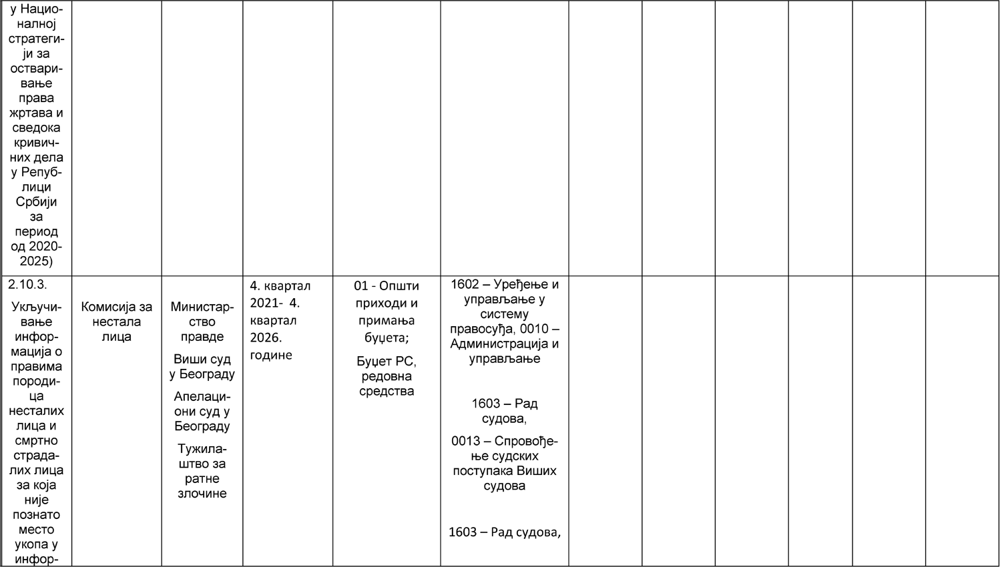 у Нацио-
налној
стратеги-
ји за
оствари-
вање
права
жртава и
сведока
кривич-
них дела
у Репуб-
лици
Србији
за
период
од 2020-
2025)
2.10.3.
Укључи-
вање
инфор-
мација о
правима
породи-
ца
несталих
лица и
смртно
страда-
лих лица
за која
није
познато
место
укопа у
инфор-
Комисија за
нестала
лица
Министар-
ство
правде
Виши суд
у Београду
Апелаци-
они суд у
Београду
Тужила-
штво за
ратне
злочине
4. квартал
2021- 4.
квартал
2026.
године
01 - Општи
приходи и
примања
буџета;
Буџет РС,
редовна
средства
1602 – Уређење и
управљање у
систему
правосуђа, 0010 –
Администрација и
управљање
1603 – Рад
судова,
0013 – Спровође-
ње судских
поступака Виших
судова
1603 – Рад судова,